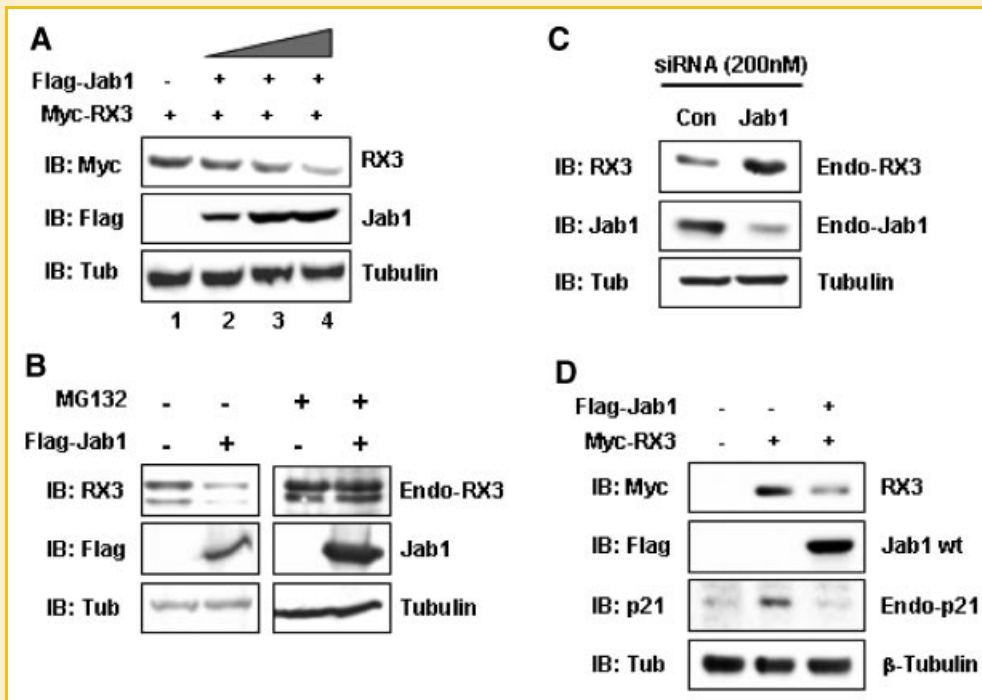 A
Flag-Jab1 - + + +
Myc-RX3 + + + +
IB: Myc RX3
IB: Flag Jab1
IB: Tub Tubulin
1 2 3 4
B
MG132 - - + +
Flag-Jab1 - + - +
IB: RX3 Endo-RX3
IB: Flag Jab1
IB: Tub Tubulin
C
siRNA (200nM)
Con Jab1
IB: RX3 Endo-RX3
IB: Jab1 Endo-Jab1
IB: Tub Tubulin
D
Flag-Jab1 - - +
Myc-RX3 - + +
IB: Myc RX3
IB: Flag Jab1 wt
IB: p21 Endo-p21
IB: Tub β-Tubulin